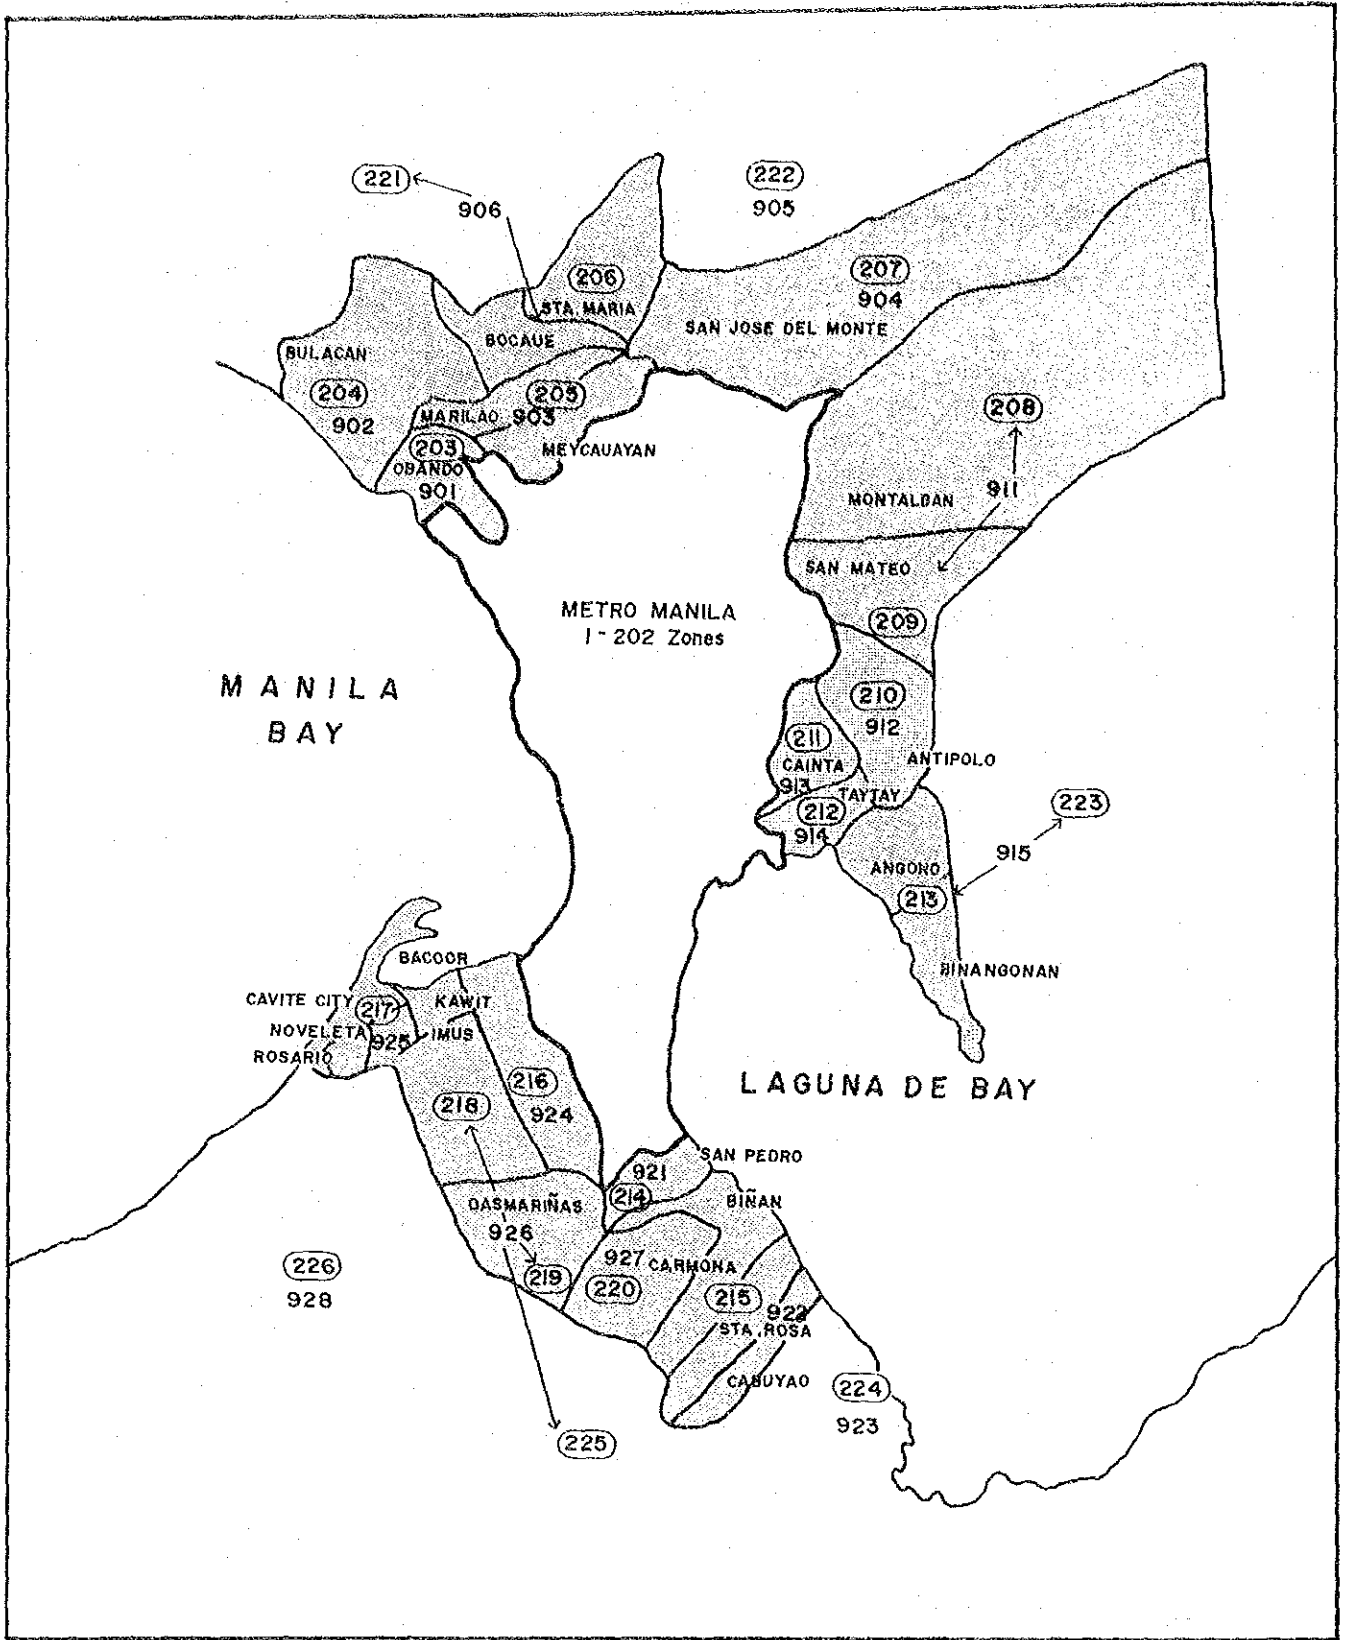 221
906
222
905
206
STA. MARIA
207
904
SAN JOSE DEL MONTE
BOCAUE
BULACAN
204
902
205
MARILAO 903
203
OBANDO
901
MEYCAUAYAN
208
911
MONTALBAN
SAN MATEO
209
METRO MANILA
1-202 Zones
MANILA
BAY
210
912
211
CAINTA
913
ANTIPOLO
TAYTAY
212
914
223
915
ANGONO
213
BINANGONAN
BACOOR
CAVITE CITY
217
KAWIT
NOVELETA
925
IMUS
ROSARIO
LAGUNA DE BAY
216
924
218
SAN PEDRO
921
214
BIÑAN
DASMARIÑAS
926
219
927 CARMONA
220
215
922
STA. ROSA
CABUYAO
226
928
224
923
225